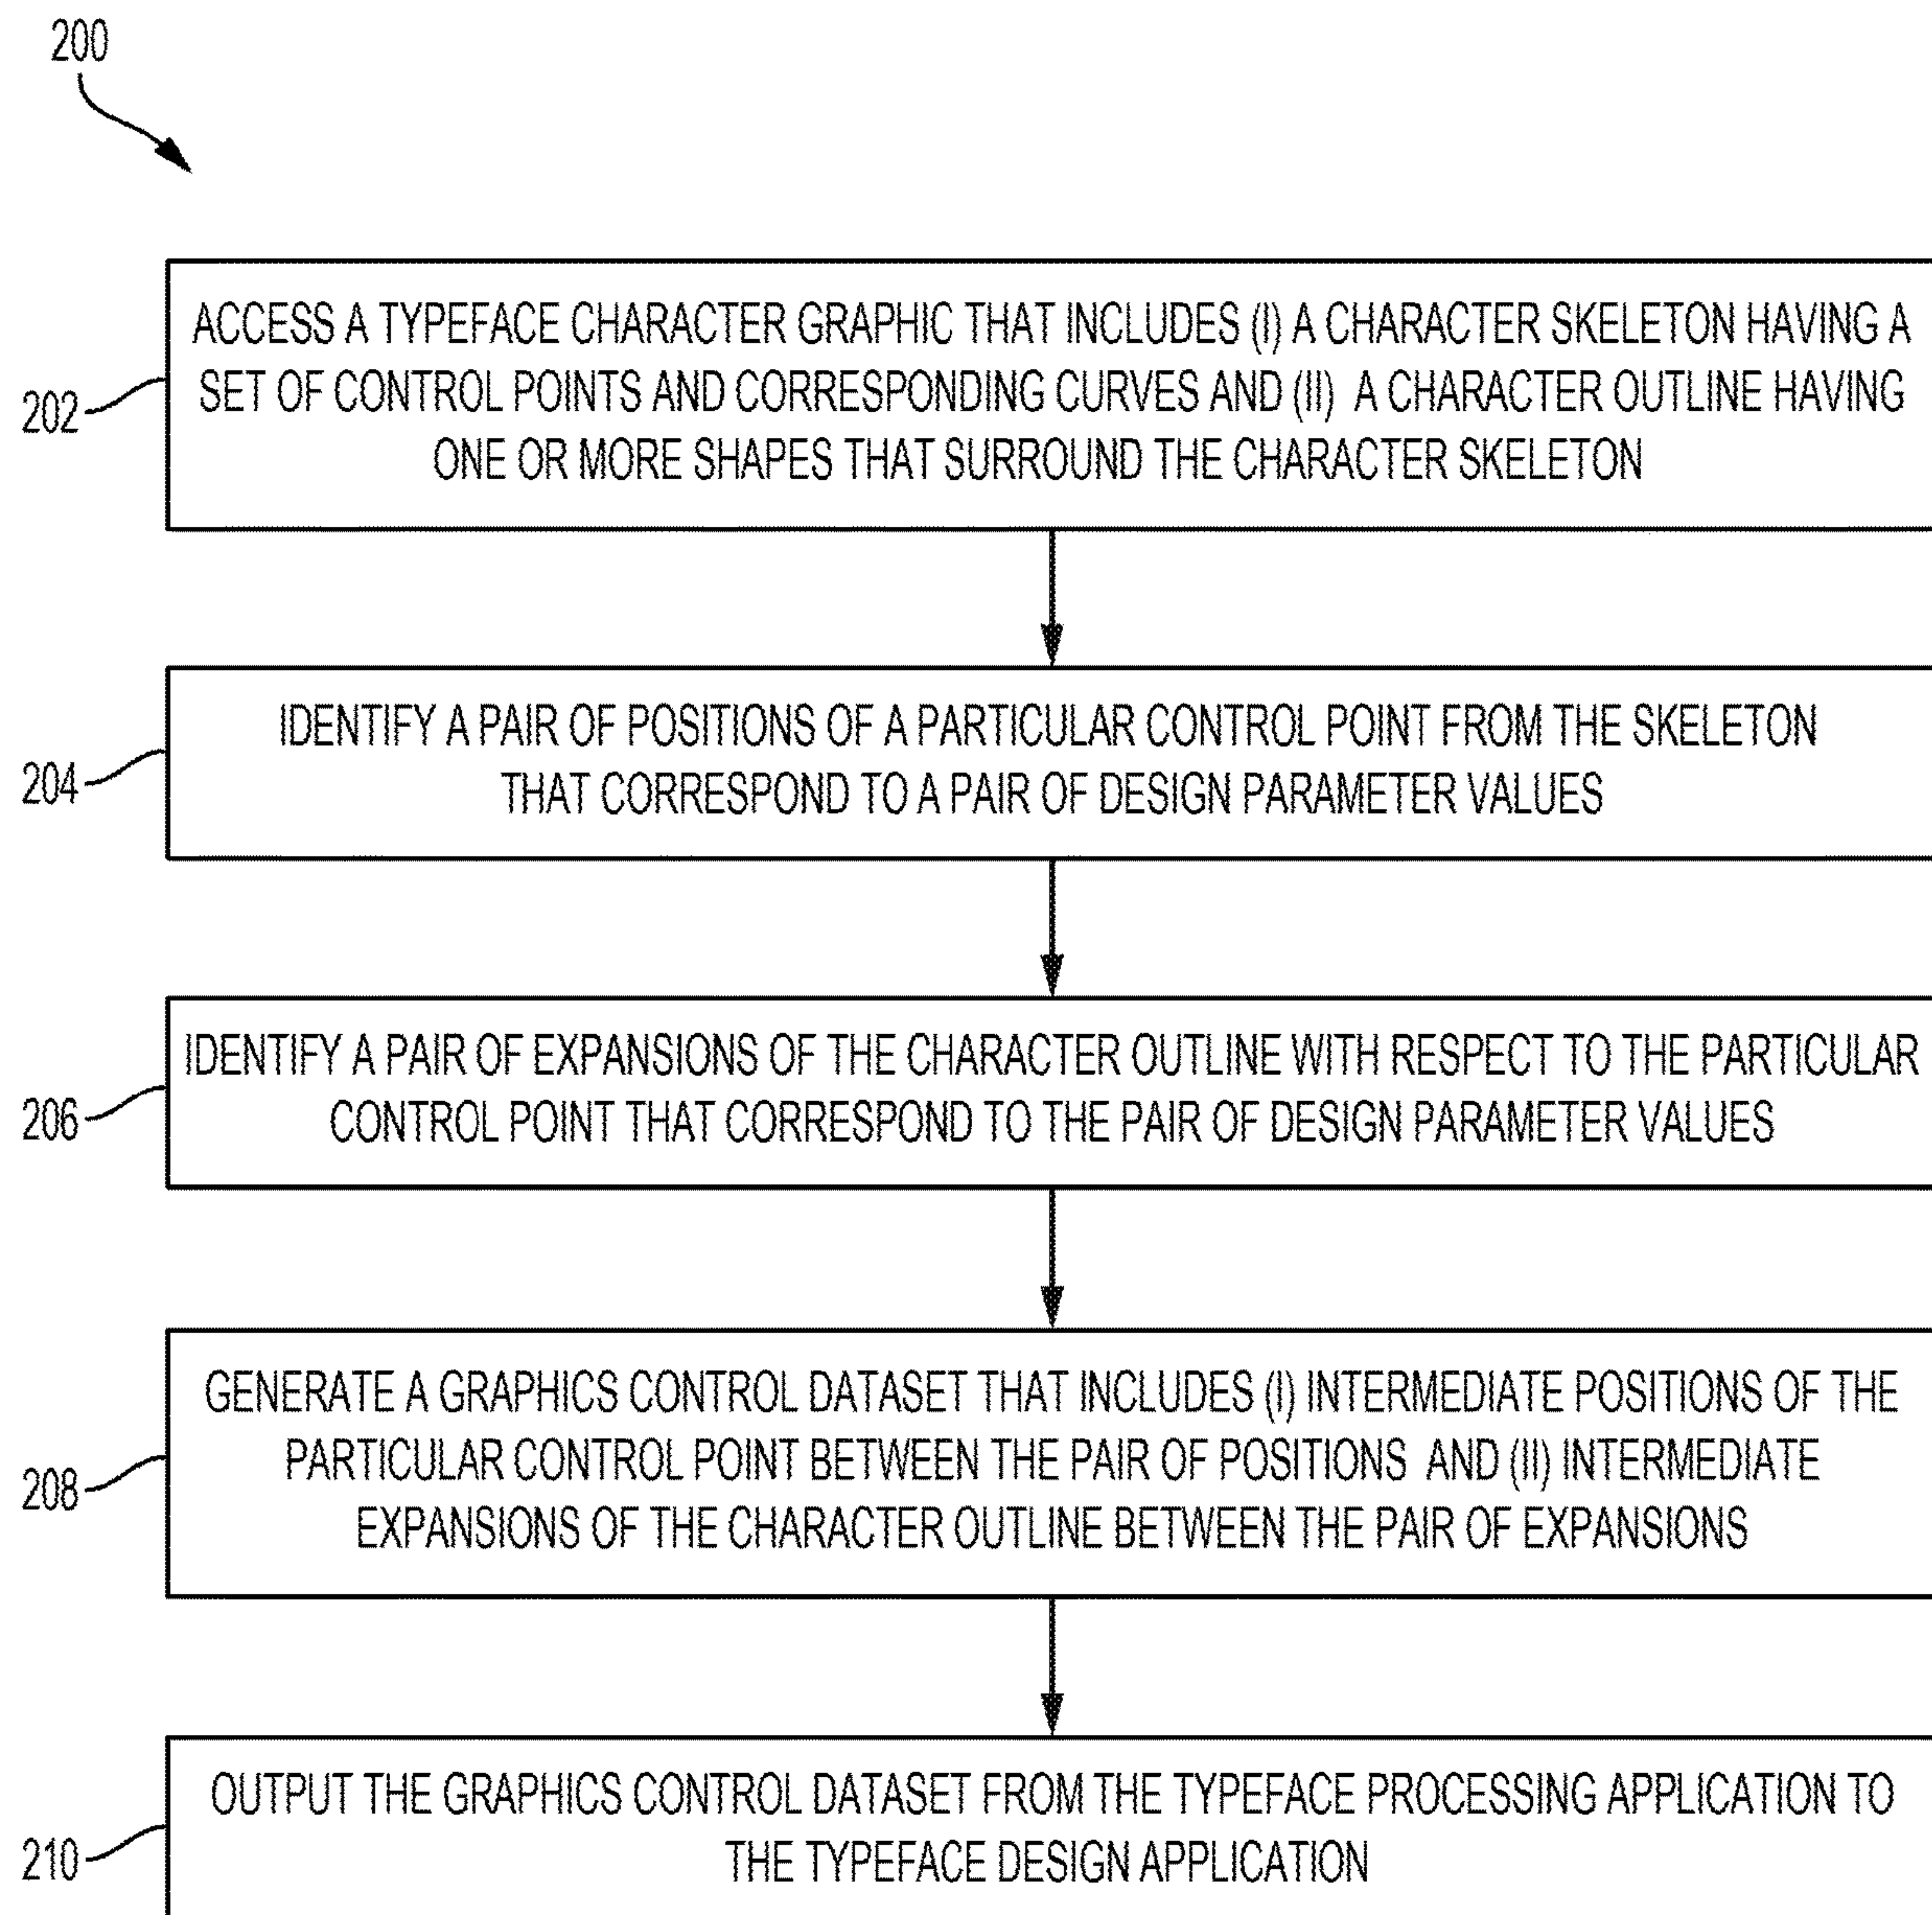 200
202
ACCESS A TYPEFACE CHARACTER GRAPHIC THAT INCLUDES (I) A CHARACTER SKELETON HAVING A
SET OF CONTROL POINTS AND CORRESPONDING CURVES AND (II) A CHARACTER OUTLINE HAVING
ONE OR MORE SHAPES THAT SURROUND THE CHARACTER SKELETON
204
IDENTIFY A PAIR OF POSITIONS OF A PARTICULAR CONTROL POINT FROM THE SKELETON
THAT CORRESPOND TO A PAIR OF DESIGN PARAMETER VALUES
206
IDENTIFY A PAIR OF EXPANSIONS OF THE CHARACTER OUTLINE WITH RESPECT TO THE PARTICULAR
CONTROL POINT THAT CORRESPOND TO THE PAIR OF DESIGN PARAMETER VALUES
208
GENERATE A GRAPHICS CONTROL DATASET THAT INCLUDES (I) INTERMEDIATE POSITIONS OF THE
PARTICULAR CONTROL POINT BETWEEN THE PAIR OF POSITIONS AND (II) INTERMEDIATE
EXPANSIONS OF THE CHARACTER OUTLINE BETWEEN THE PAIR OF EXPANSIONS
210
OUTPUT THE GRAPHICS CONTROL DATASET FROM THE TYPEFACE PROCESSING APPLICATION TO
THE TYPEFACE DESIGN APPLICATION